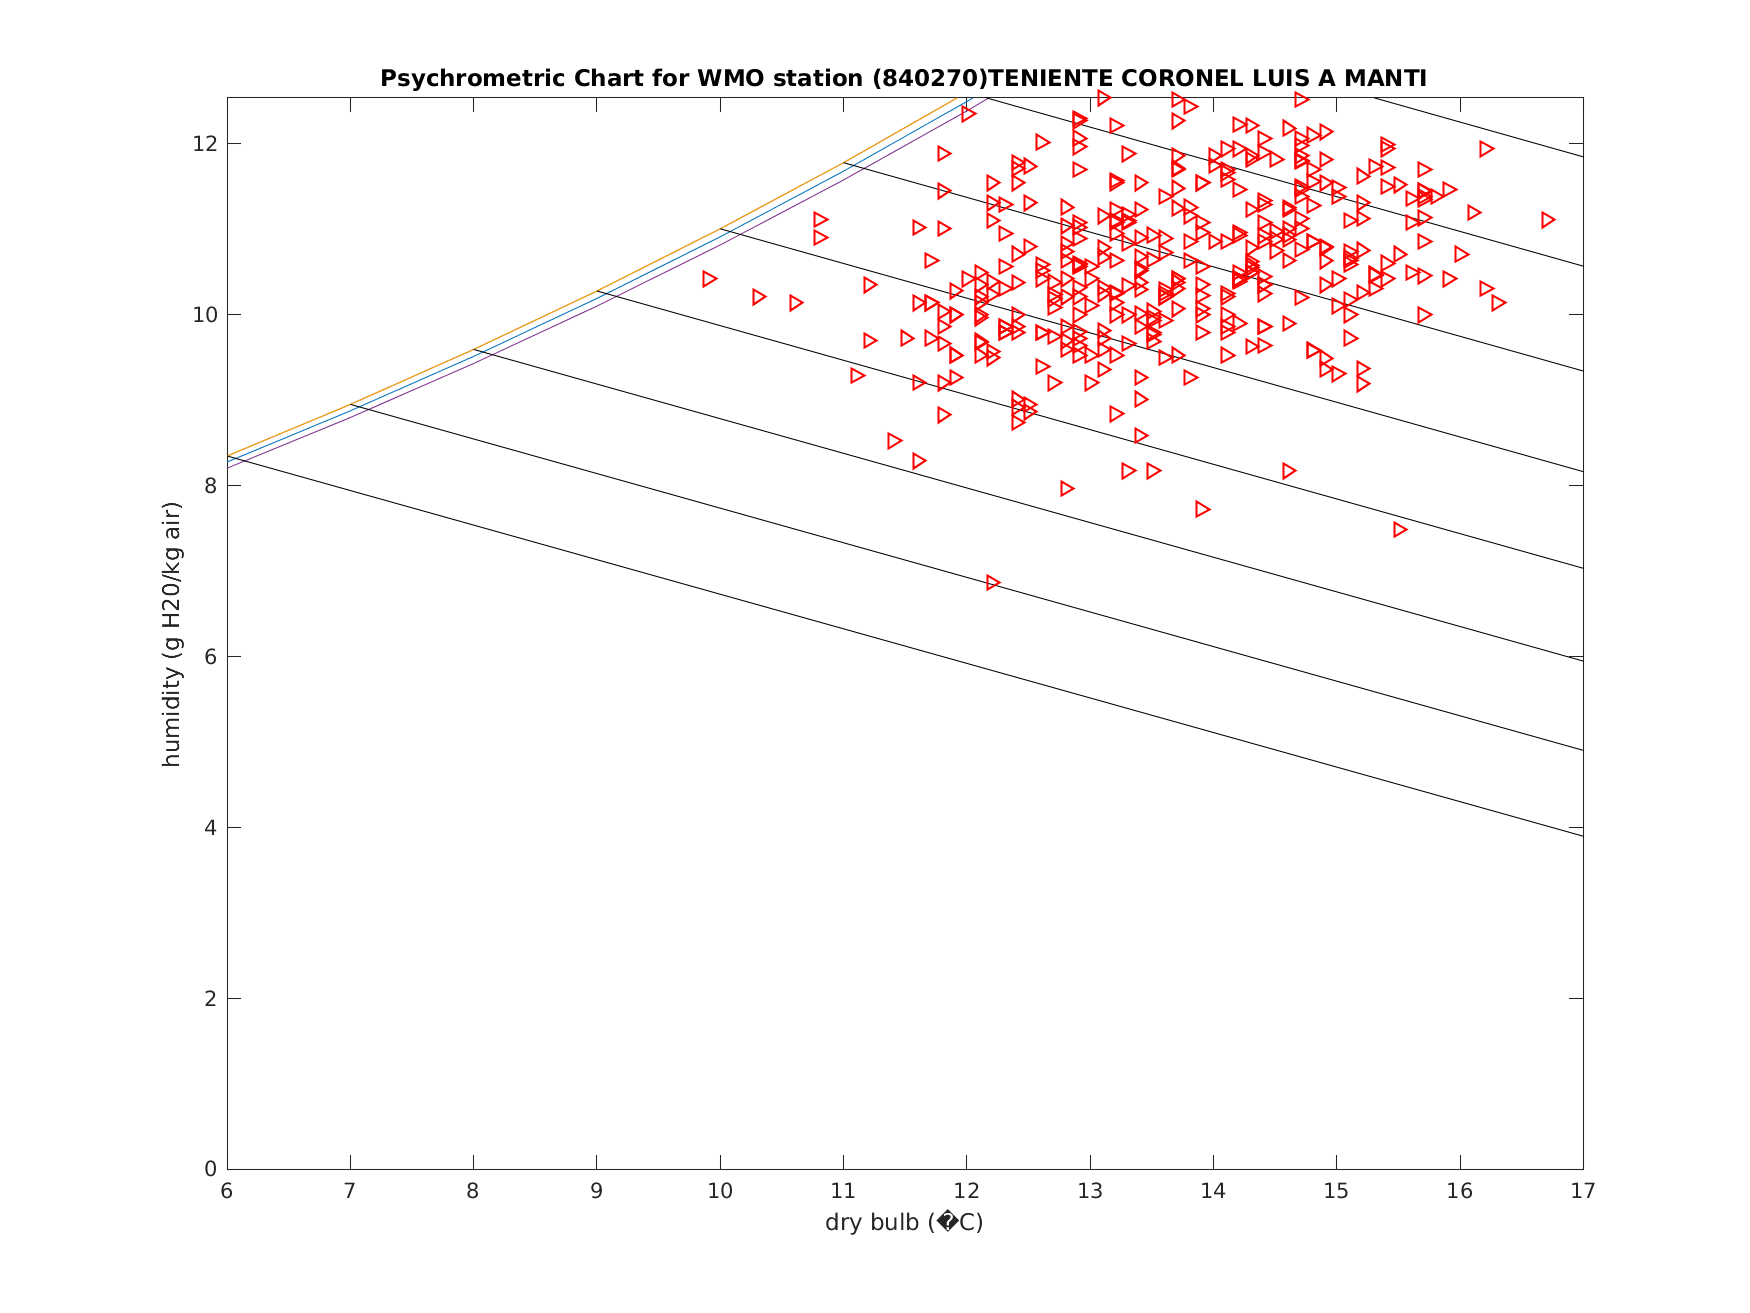 Psychrometric Chart for WMO station (840270)TENIENTE CORONEL LUIS A MANTI
humidity (g H20/kg air)
12
10
8
6
4
2
0
6 7 8 9 10 11 12 13 14 15 16 17
dry bulb (�C)